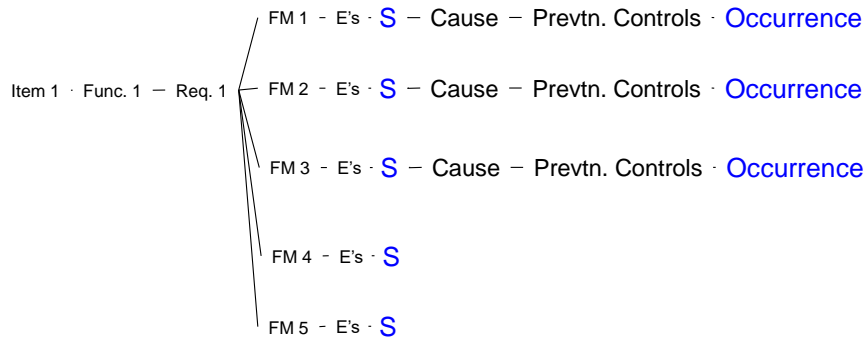 FM 1 - E's - S - Cause - Prevtn. Controls - Occurrence
Item 1 - Func. 1 - Req. 1 - FM 2 - E's - S - Cause - Prevtn. Controls - Occurrence
FM 3 - E's - S - Cause - Prevtn. Controls - Occurrence
FM 4 - E's - S
FM 5 - E's - S